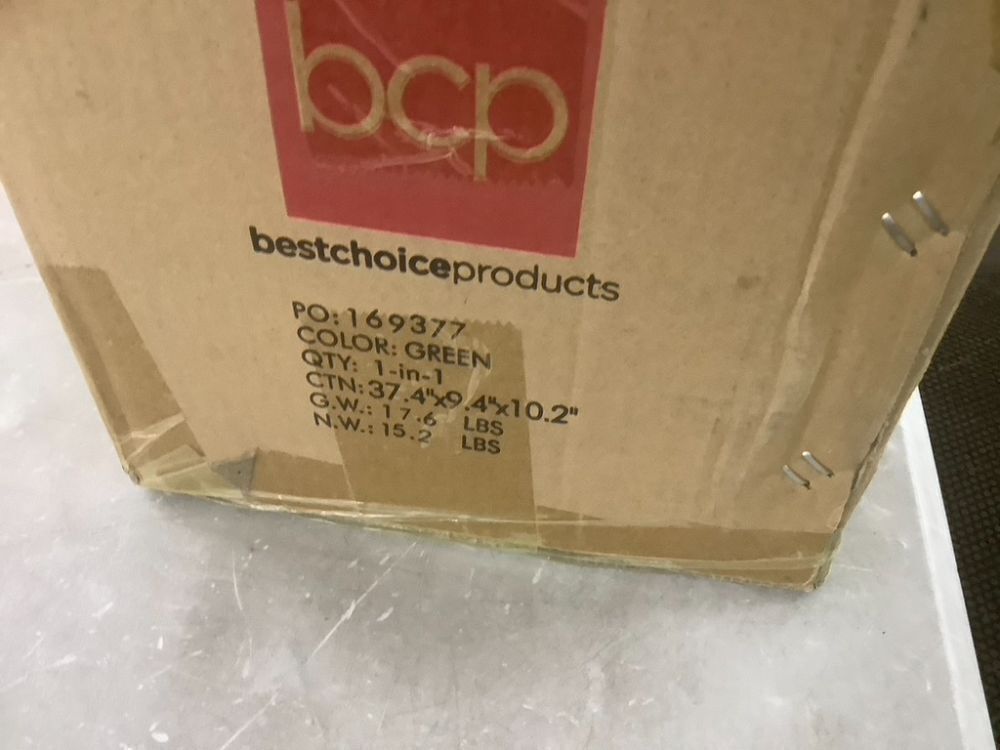 bcp
bestchoiceproducts
PO: 169377
COLOR: GREEN
QTY: 1-in-1
CTN: 37.4"x9.4"x10.2"
G.W.: 17.6 LBS
N.W.: 15.2 LBS